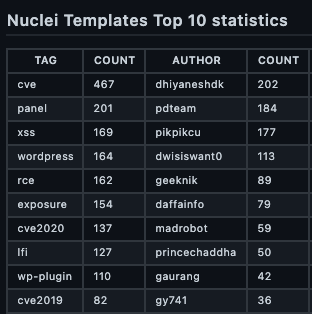 Nuclei Templates Top 10 statistics
TAG COUNT AUTHOR COUNT
cve 467 dhiyaneshdk 202
panel 201 pdteam 184
xss 169 pikpikcu 177
wordpress 164 dwisiswant0 113
rce 162 geeknik 89
exposure 154 daffainfo 79
cve2020 137 madrobot 59
lfi 127 princechaddha 50
wp-plugin 110 gaurang 42
cve2019 82 gy741 36